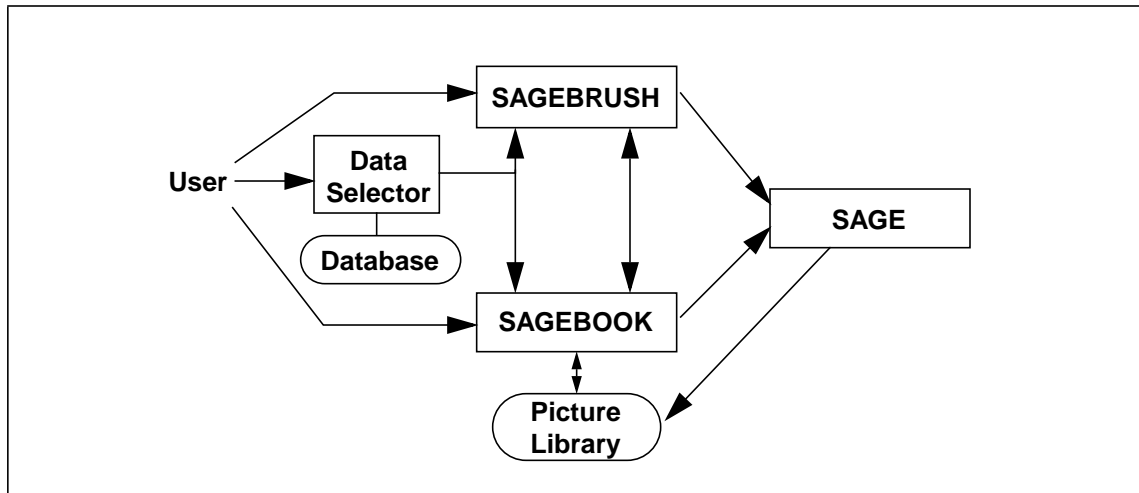 SAGEBRUSH
User
Data
Selector
Database
SAGE
SAGEBOOK
Picture
Library